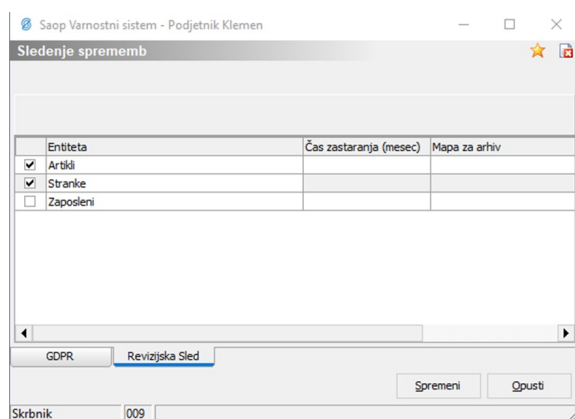 Saop Varnostni sistem - Podjetnik Klemen
Sledenje sprememb
Entiteta Čas zastaranja (mesec) Mapa za arhiv
Artikli
Stranke
Zaposleni
GDPR Revizijska Sled
Spremeni Opusti
Skrbnik 009